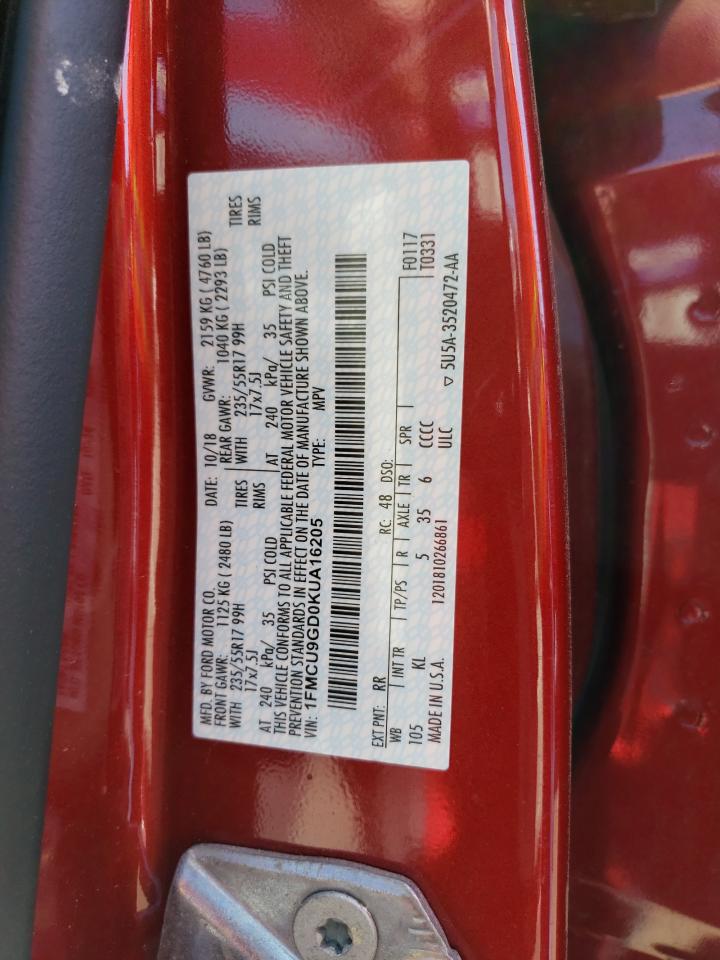 MFD. BY FORD MOTOR CO.
DATE: 10/18 GVWR: 2159 KG ( 4760 LB)
FRONT GAWR: 1125 KG ( 2480 LB) REAR GAWR: 1040 KG ( 2293 LB)
WITH 235/55R17 99H TIRES WITH 235/55R17 99H TIRES
17x7.5J RIMS 17x7.5J RIMS
AT 240 kPa/ 35 PSI COLD AT 240 kPa/ 35 PSI COLD
THIS VEHICLE CONFORMS TO ALL APPLICABLE FEDERAL MOTOR VEHICLE SAFETY AND THEFT
PREVENTION STANDARDS IN EFFECT ON THE DATE OF MANUFACTURE SHOWN ABOVE.
VIN: 1FMCU9GD0KUA16205 TYPE: MPV
EXT PNT: RR RC: 48 DSO: F0117
WB INT TR TP/PS R AXLE TR SPR T0331
105 KL 5 35 6 CCCC
MADE IN U.S.A. 1201810266861 ULC ▽ 5U5A-3520472-AA